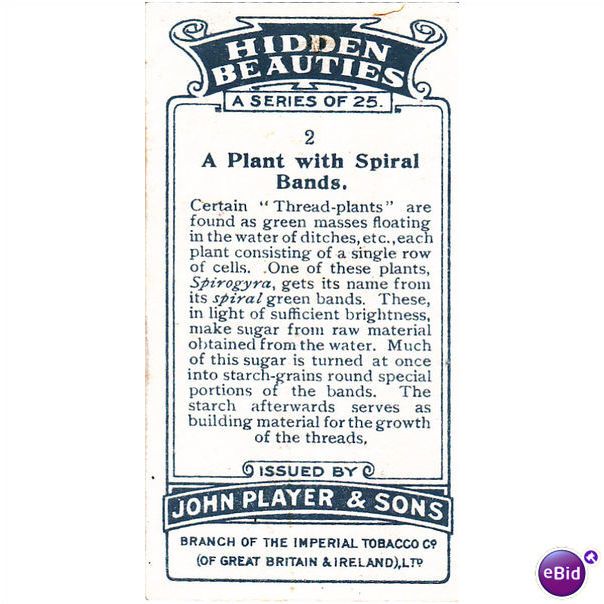 HIDDEN
BEAUTIES
A SERIES OF 25.
2
A Plant with Spiral
Bands.
Certain "Thread-plants" are
found as green masses floating
in the water of ditches, etc., each
plant consisting of a single row
of cells. One of these plants,
Spirogyra, gets its name from
its spiral green bands. These,
in light of sufficient brightness,
make sugar from raw material
obtained from the water. Much
of this sugar is turned at once
into starch-grains round special
portions of the bands. The
starch afterwards serves as
building material for the growth
of the threads.
ISSUED BY
JOHN PLAYER & SONS
BRANCH OF THE IMPERIAL TOBACCO Co
(OF GREAT BRITAIN & IRELAND), LTD
eBid